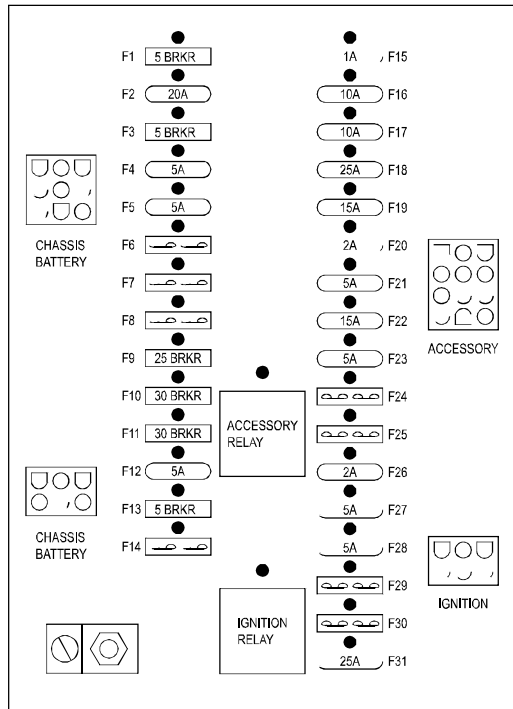 F1 5 BRKR
F2 20A
F3 5 BRKR
F4 5A
F5 5A
F6
F7
F8
F9 25 BRKR
F10 30 BRKR
F11 30 BRKR
F12 5A
F13 5 BRKR
F14
CHASSIS
BATTERY
CHASSIS
BATTERY
ACCESSORY
RELAY
IGNITION
RELAY
1A F15
10A F16
10A F17
25A F18
15A F19
2A F20
5A F21
15A F22
5A F23
F24
F25
2A F26
5A F27
5A F28
F29
F30
25A F31
ACCESSORY
IGNITION